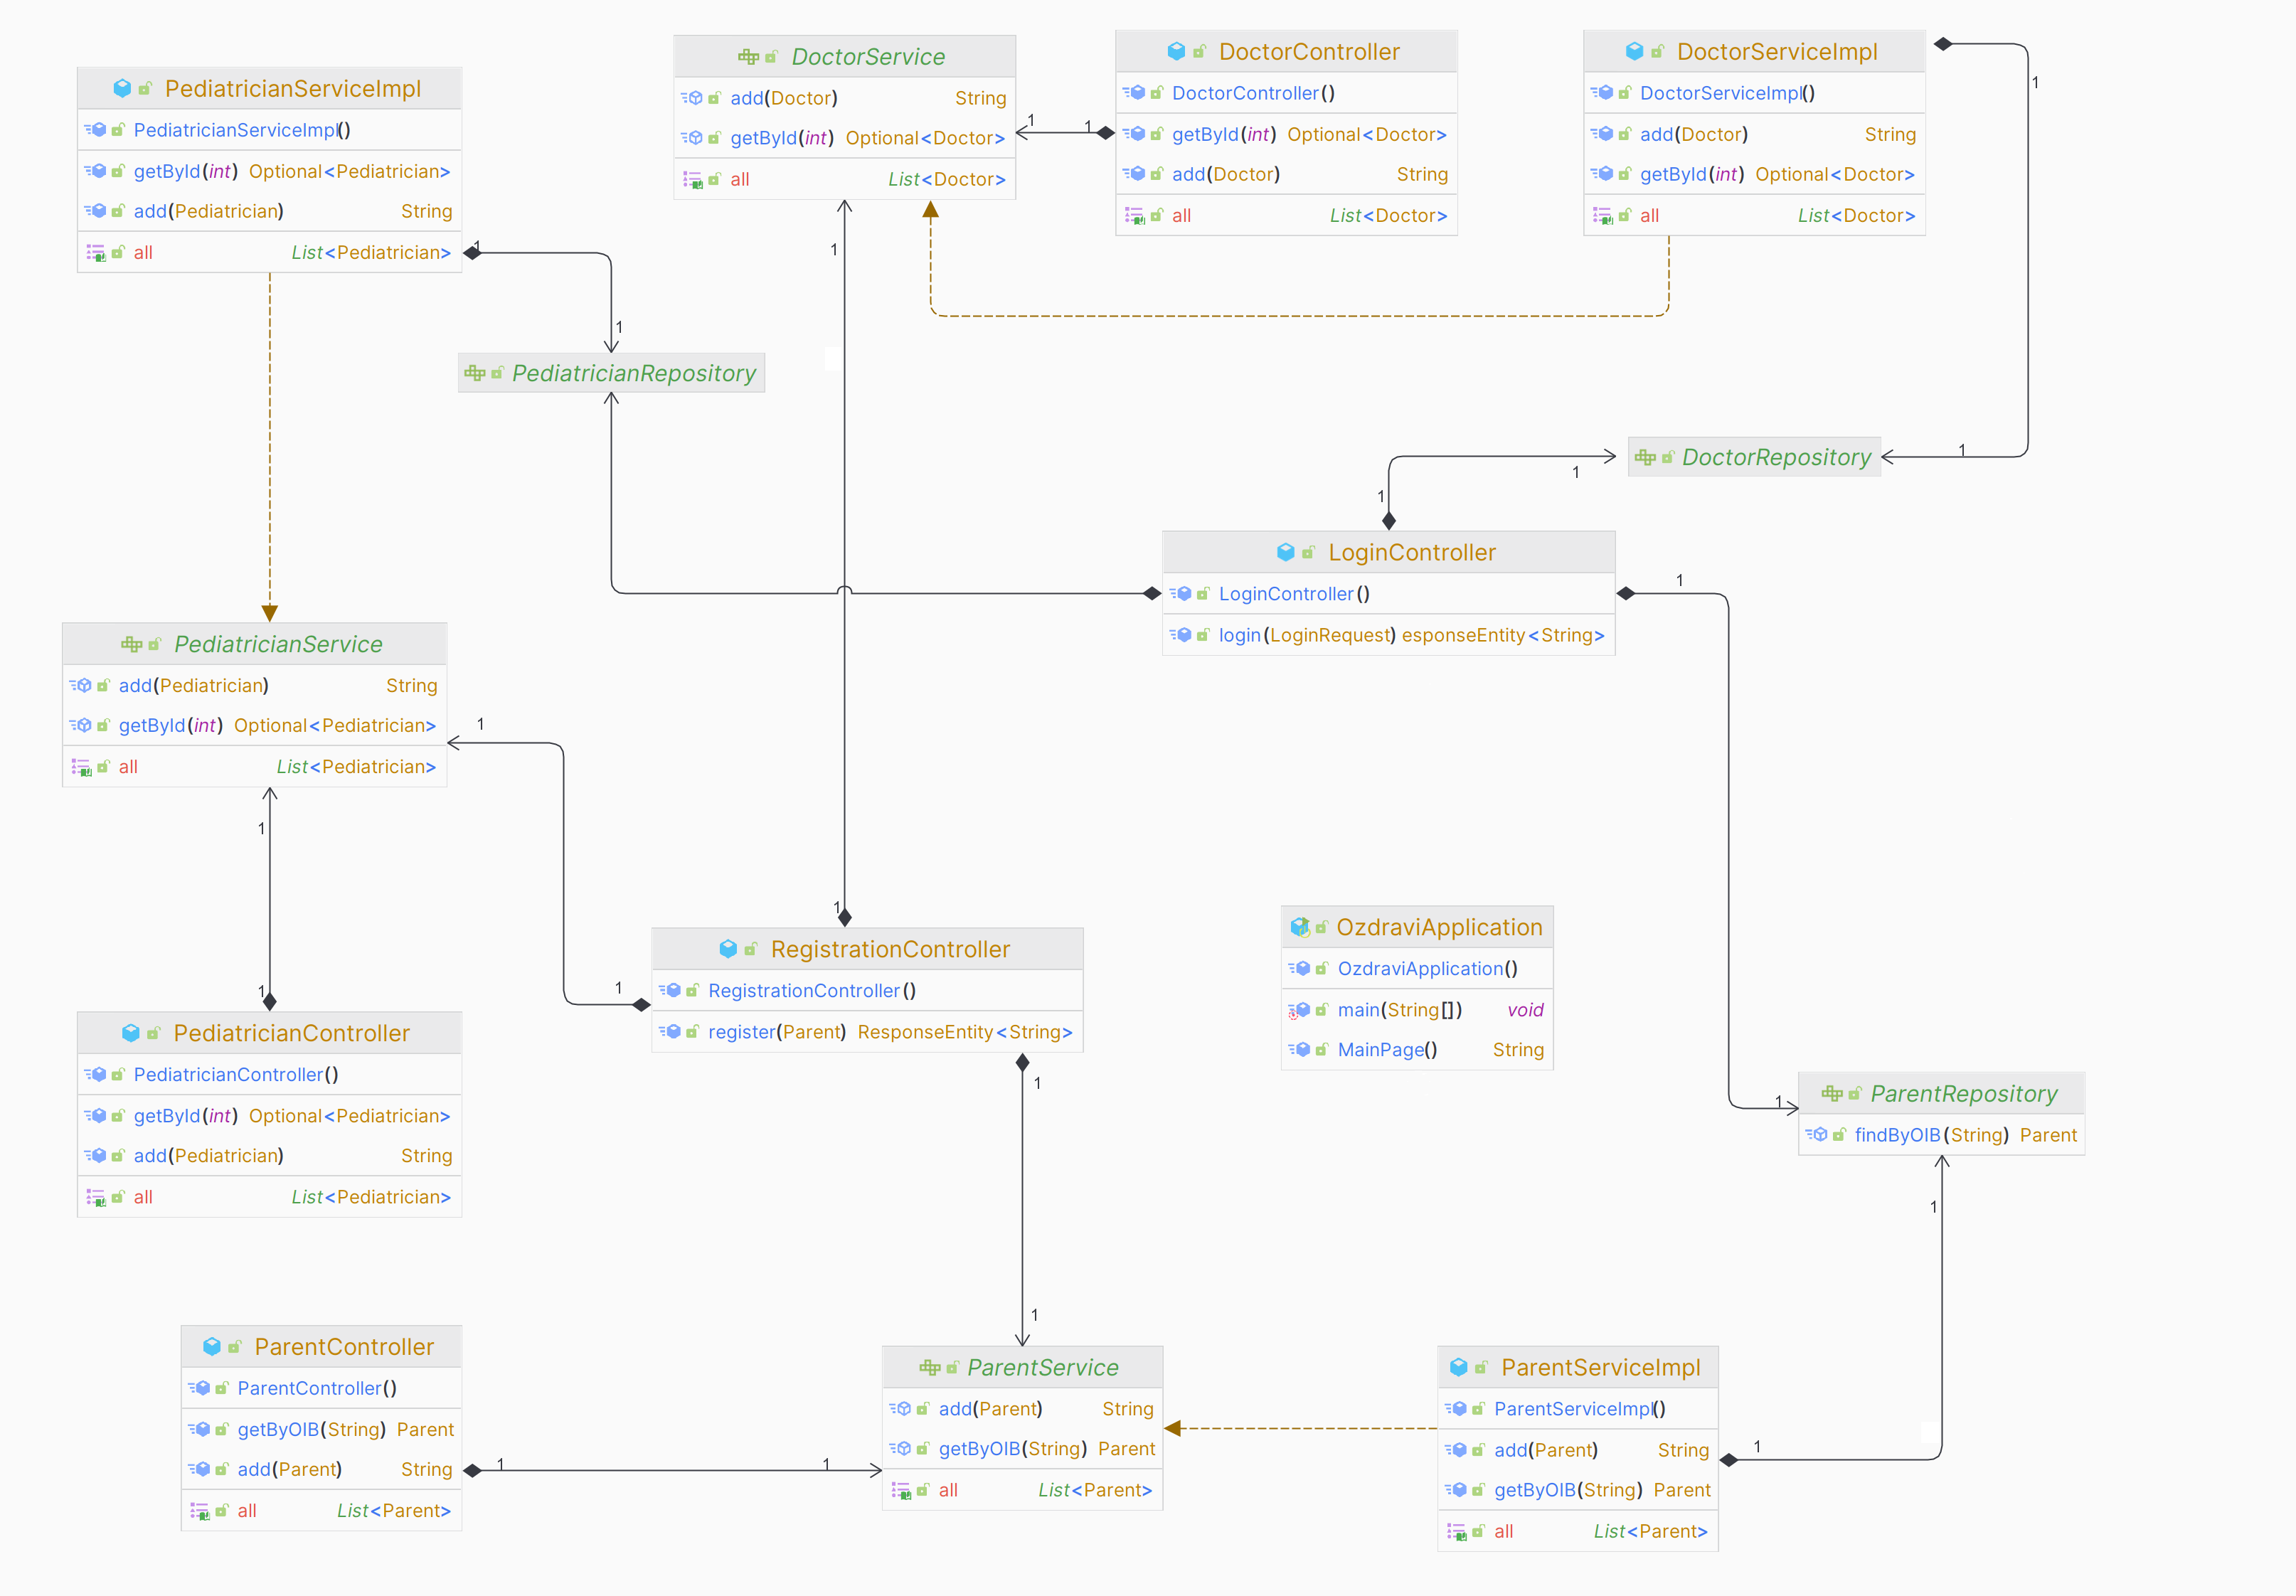 PediatricianServiceImpl
PediatricianServiceImpl()
getById(int) Optional<Pediatrician>
add(Pediatrician) String
all List<Pediatrician>
1
1
DoctorService
add(Doctor) String
getById(int) Optional<Doctor>
all List<Doctor>
1
1
1
DoctorController
DoctorController()
getById(int) Optional<Doctor>
add(Doctor) String
all List<Doctor>
DoctorServiceImpl
DoctorServiceImpl()
add(Doctor) String
getById(int) Optional<Doctor>
all List<Doctor>
1
PediatricianRepository
DoctorRepository
1
1
1
LoginController
LoginController()
login(LoginRequest) esponseEntity<String>
1
PediatricianService
add(Pediatrician) String
getById(int) Optional<Pediatrician>
all List<Pediatrician>
1
1
1
PediatricianController
PediatricianController()
getById(int) Optional<Pediatrician>
add(Pediatrician) String
all List<Pediatrician>
1
1
RegistrationController
RegistrationController()
register(Parent) ResponseEntity<String>
1
1
OzdraviApplication
OzdraviApplication()
main(String[]) void
MainPage() String
1
ParentRepository
findByOIB(String) Parent
1
ParentController
ParentController()
getByOIB(String) Parent
add(Parent) String
all List<Parent>
1
1
ParentService
add(Parent) String
getByOIB(String) Parent
all List<Parent>
ParentServiceImpl
ParentServiceImpl()
add(Parent) String
getByOIB(String) Parent
all List<Parent>
1